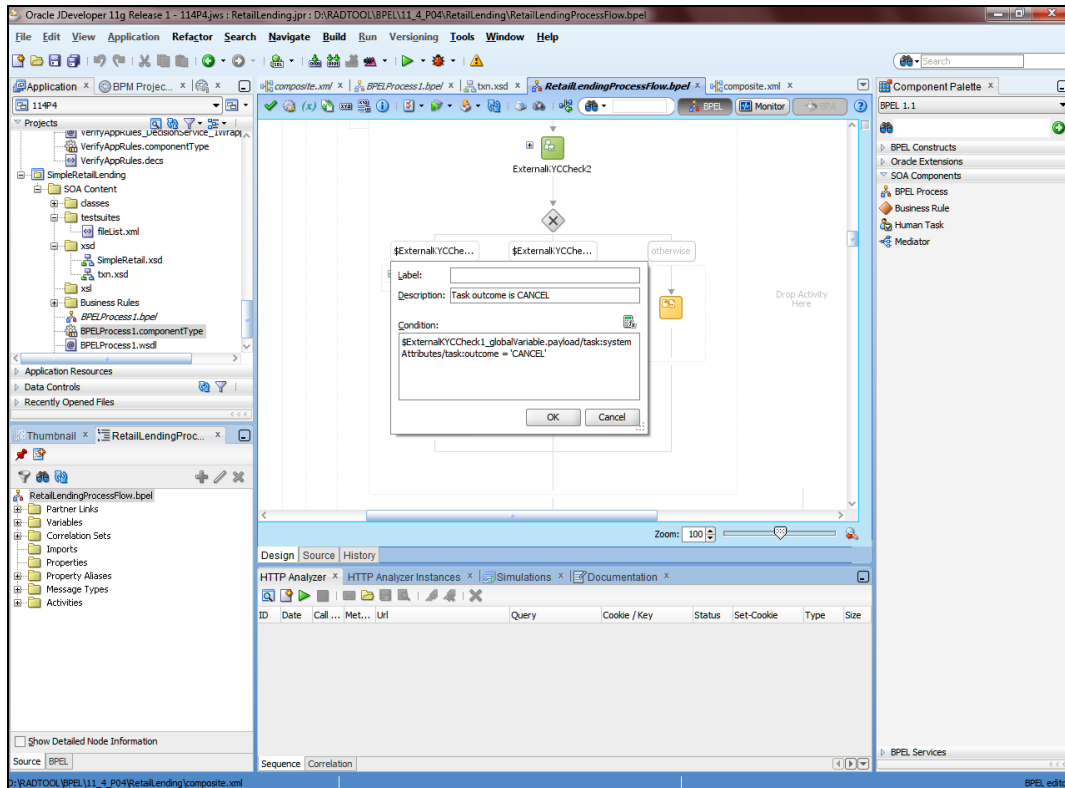 Oracle JDeveloper 11g Release 1 - 114P4.jws : RetailLending.jpr : D:\RADTOOL\BPEL\11_4_P04\RetailLending\RetailLendingProcessFlow.bpel
File Edit View Application Refactor Search Navigate Build Run Versioning Tools Window Help
Search
Application BPM Projec...
composite.xml BPELProcess1.bpel txn.xsd RetailLendingProcessFlow.bpel composite.xml
Component Palette
114P4
BPEL Monitor BPA
BPEL 1.1
Projects
VerifyAppRules_DecisionService_1Wrap
VerifyAppRules.componentType
VerifyAppRules.decs
SimpleRetailLending
SOA Content
classes
testsuites
fileList.xml
xsd
SimpleRetail.xsd
txn.xsd
xsl
Business Rules
BPELProcess1.bpel
BPELProcess1.componentType
BPELProcess1.wsdl
Application Resources
Data Controls
Recently Opened Files
BPEL Constructs
Oracle Extensions
SOA Components
BPEL Process
Business Rule
Human Task
Mediator
ExternalKYCCheck2
$ExternalKYCChe... $ExternalKYCChe... otherwise
Label:
Description: Task outcome is CANCEL
Condition:
$ExternalKYCCheck1_globalVariable.payload/task:system
Attributes/task:outcome = 'CANCEL'
OK Cancel
Drop Activity
Here
Thumbnail RetailLendingProc...
RetailLendingProcessFlow.bpel
Partner Links
Variables
Correlation Sets
Imports
Properties
Property Aliases
Message Types
Activities
Zoom: 100
Design Source History
HTTP Analyzer HTTP Analyzer Instances Simulations Documentation
ID Date Call ... Met... Url Query Cookie / Key Status Set-Cookie Type Size
Show Detailed Node Information
Source BPEL
Sequence Correlation
BPEL Services
D:\RADTOOL\BPEL\11_4_P04\RetailLending\composite.xml
BPEL edito